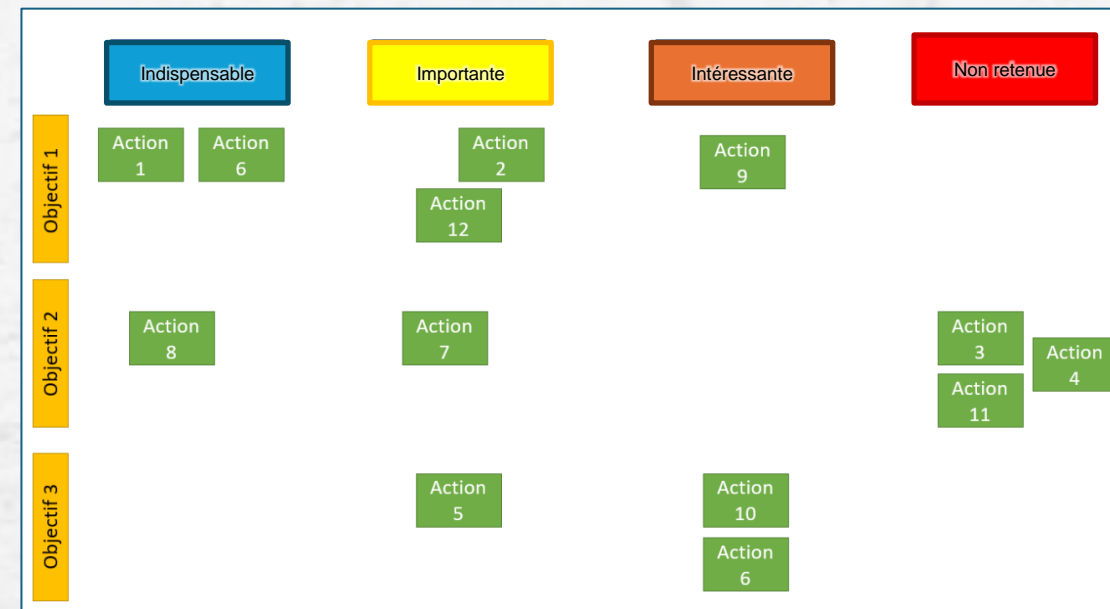 Indispensable
Importante
Intéressante
Non retenue
Objectif 1
Action
1
Action
6
Action
2
Action
12
Action
9
Objectif 2
Action
8
Action
7
Action
3
Action
4
Action
11
Objectif 3
Action
5
Action
10
Action
6